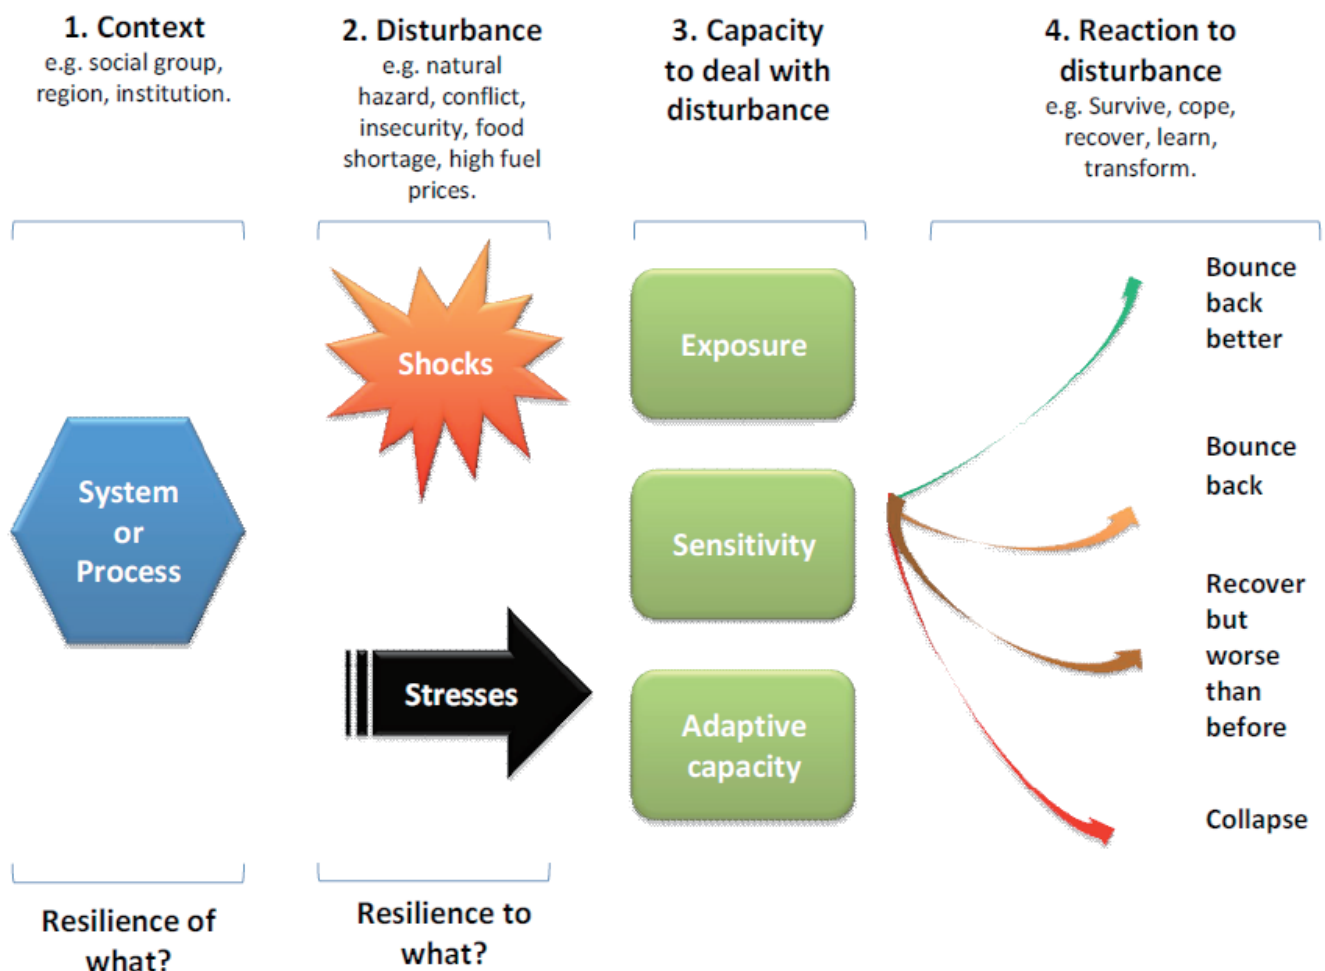 1. Context
e.g. social group,
region, institution.
2. Disturbance
e.g. natural
hazard, conflict,
insecurity, food
shortage, high fuel
prices.
3. Capacity
to deal with
disturbance
4. Reaction to
disturbance
e.g. Survive, cope,
recover, learn,
transform.
System
or
Process
Shocks
Stresses
Exposure
Sensitivity
Adaptive
capacity
Bounce
back
better
Bounce
back
Recover
but
worse
than
before
Collapse
Resilience of
what?
Resilience to
what?